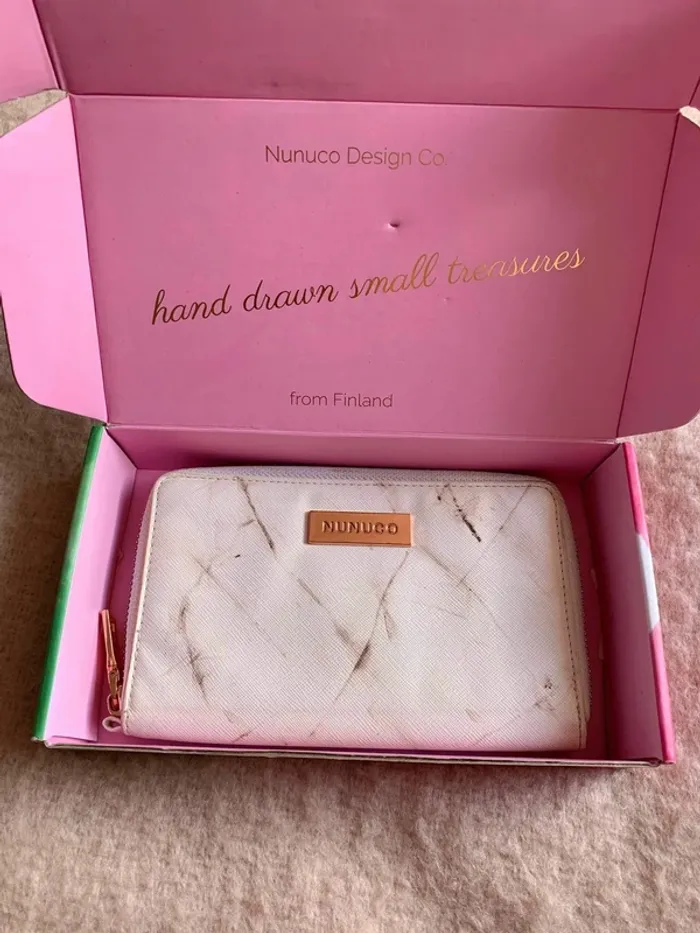 Nunuco Design Co.
hand drawn small treasures
from Finland
NUNUCO